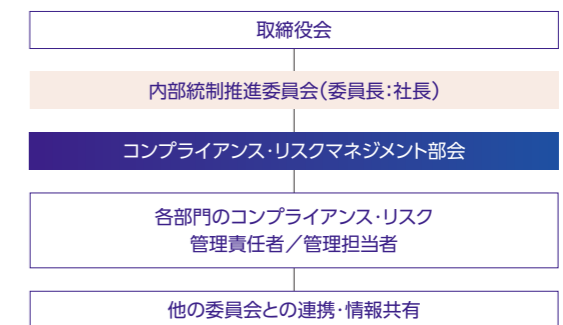 取締役会
内部統制推進委員会(委員長:社長)
コンプライアンス・リスクマネジメント部会
各部門のコンプライアンス・リスク
管理責任者／管理担当者
他の委員会との連携・情報共有